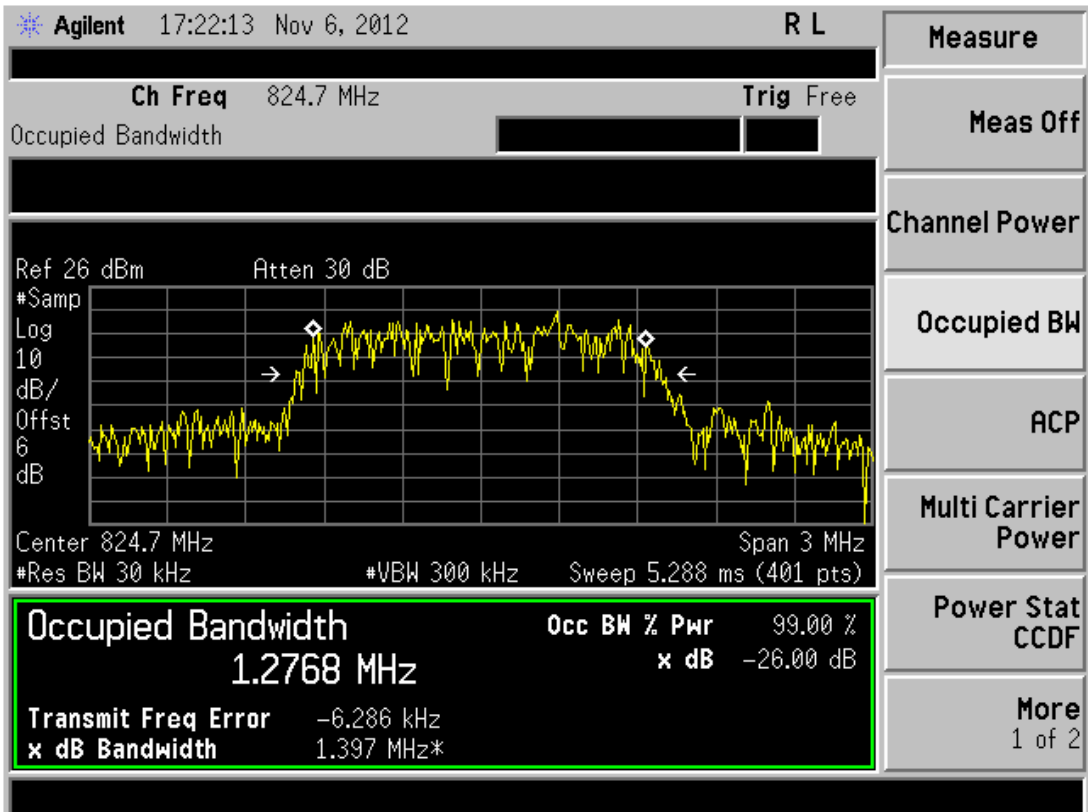 Agilent 17:22:13 Nov 6, 2012 R L
Ch Freq 824.7 MHz Trig Free
Occupied Bandwidth
Ref 26 dBm Atten 30 dB
#Samp
Log
10
dB/
Offst
6
dB
Center 824.7 MHz Span 3 MHz
#Res BW 30 kHz #VBW 300 kHz Sweep 5.288 ms (401 pts)
Occupied Bandwidth Occ BW % Pwr 99.00 %
1.2768 MHz x dB -26.00 dB
Transmit Freq Error -6.286 kHz
x dB Bandwidth 1.397 MHz*
Measure
Meas Off
Channel Power
Occupied BW
ACP
Multi Carrier
Power
Power Stat
CCDF
More
1 of 2